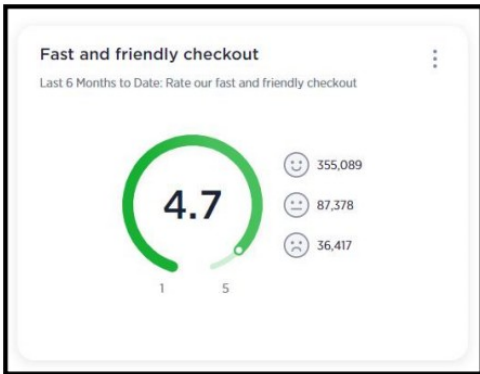 Fast and friendly checkout
Last 6 Months to Date: Rate our fast and friendly checkout
355,089
4.7
87,378
36,417
1 5